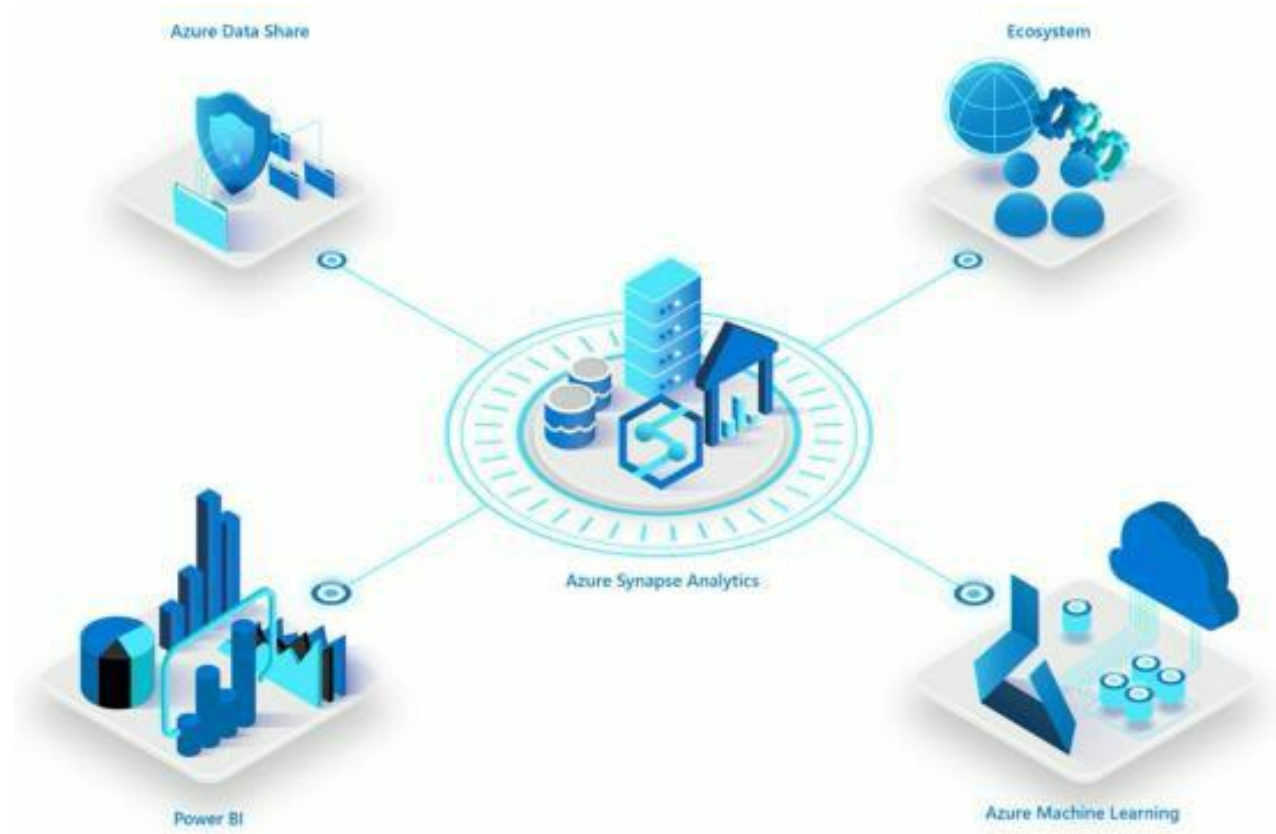 Azure Data Share
Ecosystem
Azure Synapse Analytics
Power BI
Azure Machine Learning